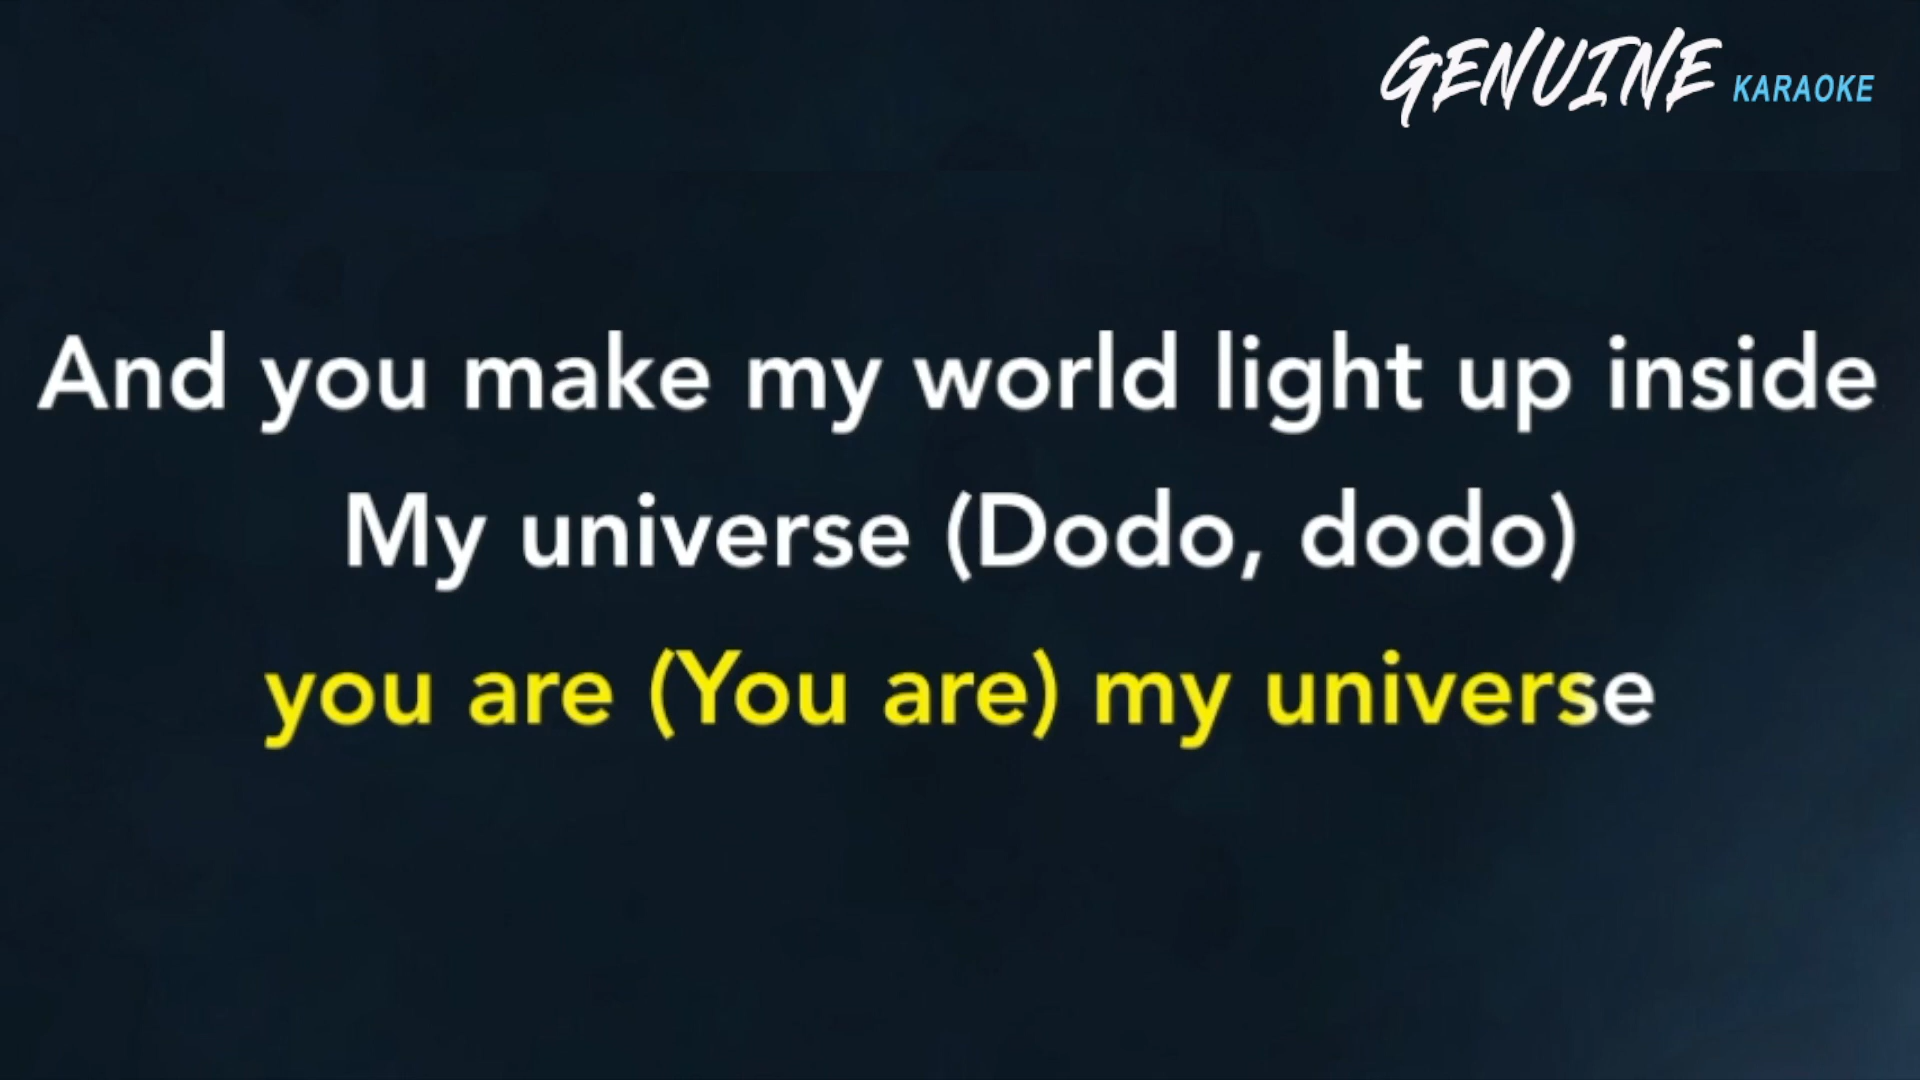 GENUINE KARAOKE
And you make my world light up inside
My universe (Dodo, dodo)
you are (You are) my universe